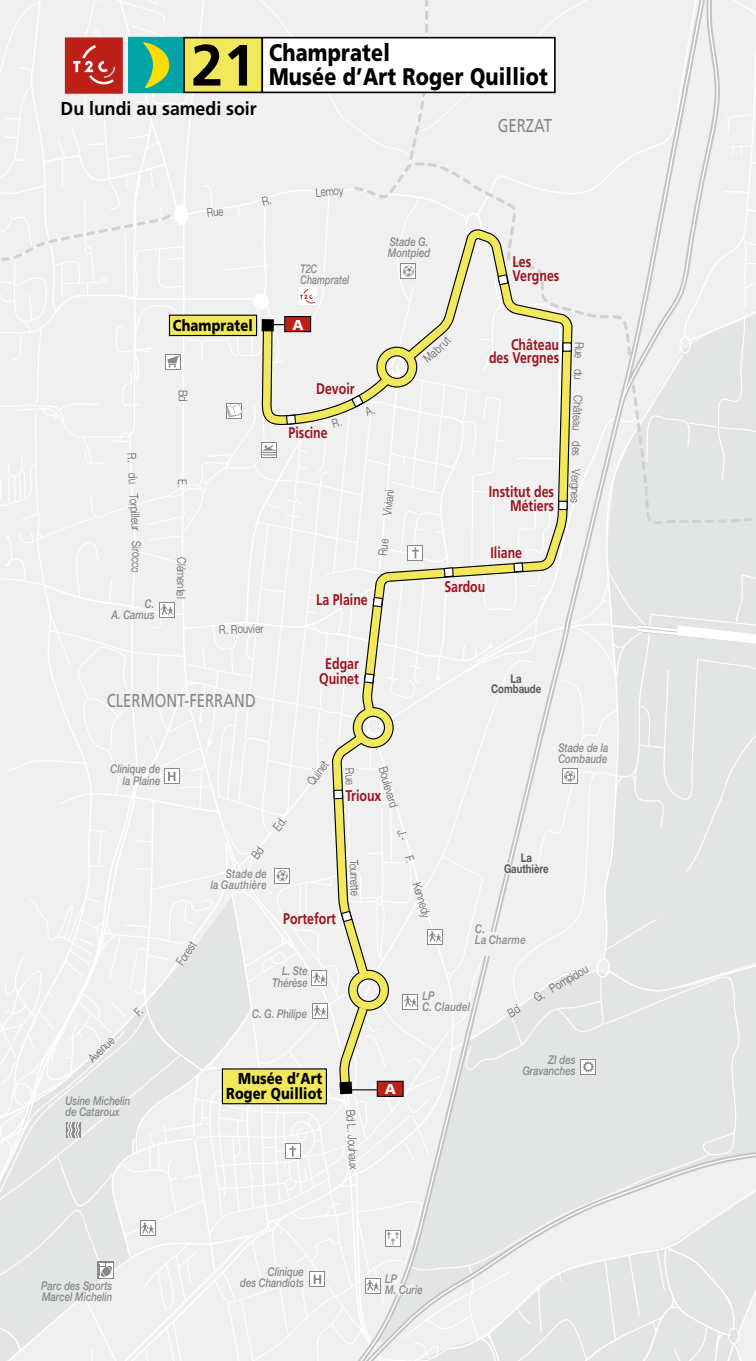 T2C
21
Champratel
Musée d'Art Roger Quilliot
Du lundi au samedi soir
GERZAT
Rue R. Lemoy
Stade G.
Montpied
T2C
Champratel
T2C
Les
Vergnes
Champratel
A
Château
des Vergnes
Rue du Château des Vergnes
R. A. Mabrut
Devoir
Piscine
Bd E. Clémentel
R. du Torpilleur Sirocco
Institut des
Métiers
Rue Viviani
Iliane
Sardou
La Plaine
C.
A. Camus
R. Rouvier
Edgar
Quinet
La
Combaude
CLERMONT-FERRAND
Stade de la
Combaude
Clinique de
la Plaine
H
Bd Ed. Quinet
Rue Tourrette
Boulevard J.- F. Kennedy
Trioux
La
Gauthière
Stade de
la Gauthière
Portefort
C.
La Charme
Avenue F. Forest
L. Ste
Thérèse
LP
C. Claudel
C. G. Philipe
Bd G. Pompidou
ZI des
Gravanches
Musée d'Art
Roger Quilliot
A
Usine Michelin
de Cataroux
Bd L. Jouhaux
Clinique
des Chandiots
H
LP
M. Curie
Parc des Sports
Marcel Michelin